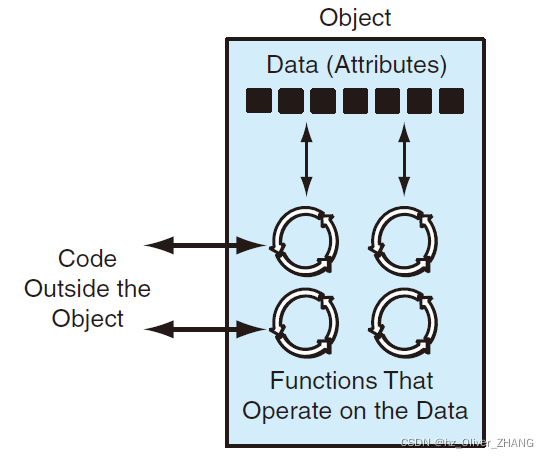 Object
Data (Attributes)
Code
Outside the
Object
Functions That
Operate on the Data
CSDN @hz_Oliver_ZHANG